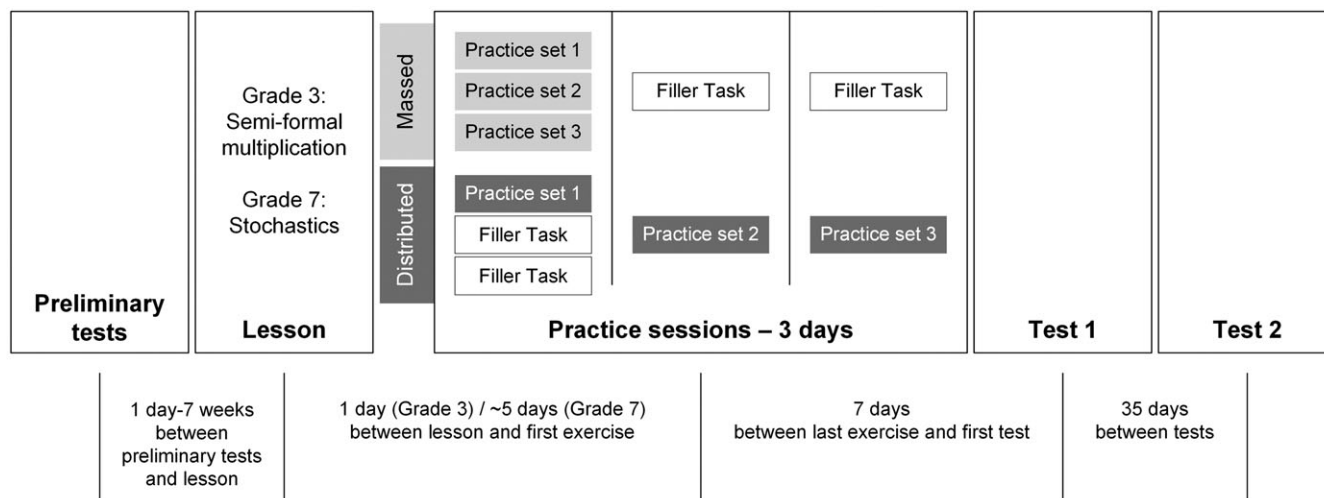 Grade 3:
Semi-formal
multiplication
Grade 7:
Stochastics
Massed
Distributed
Practice set 1
Practice set 2
Practice set 3
Filler Task
Filler Task
Practice set 1
Filler Task
Filler Task
Practice set 2
Practice set 3
Preliminary
tests
Lesson
Practice sessions – 3 days
Test 1
Test 2
1 day-7 weeks
between
preliminary tests
and lesson
1 day (Grade 3) / ~5 days (Grade 7)
between lesson and first exercise
7 days
between last exercise and first test
35 days
between tests